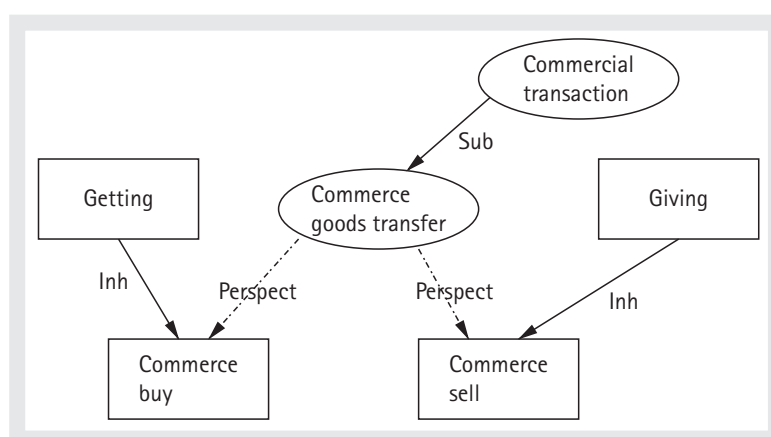 Commercial
transaction
Sub
Getting
Commerce
goods transfer
Giving
Inh
Perspect
Perspect
Inh
Commerce
buy
Commerce
sell